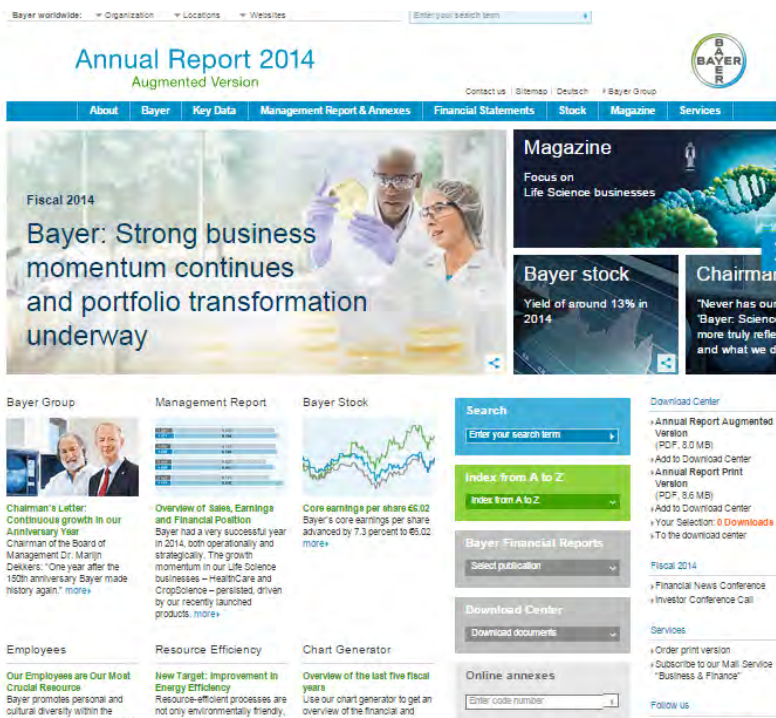 Bayer worldwide: Organization Locations Websites
Enter your search term
Annual Report 2014
Augmented Version
BAYER
BAYER
Contact us Sitemap Deutsch Bayer Group
About Bayer Key Data Management Report & Annexes Financial Statements Stock Magazine Services
Fiscal 2014
Bayer: Strong business
momentum continues
and portfolio transformation
underway
Magazine
Focus on
Life Science businesses
Bayer stock
Yield of around 13% in
2014
"Never has our
more truly
and what we
Bayer Group
Chairman's Letter:
Continuous growth in our
Anniversary Year
Chairman of the Board of
Management Dr. Marijn
Dekkers: "One year after the
150th anniversary Bayer made
history again." more
Management Report
Overview of Sales, Earnings
and Financial Position
Bayer had a very successful year
in 2014, both operationally and
strategically. The growth
momentum in our Life Science
businesses – HealthCare and
CropScience – persisted, driven
by our recently launched
products. more
Bayer Stock
Core earnings per share €6.02
Bayer's core earnings per share
advanced by 7.3 percent to €6.02
more
Search
Enter your search term
Index from A to Z
Index from A to Z
Bayer Financial Reports
Select publication
Download Center
Download documents
Online annexes
Enter code number
Download Center
Annual Report Augmented
Version
(PDF, 8.0 MB)
Add to Download Center
Annual Report Print
Version
(PDF, 8.6 MB)
Add to Download Center
Your Selection: 0 Downloads
To the download center
Fiscal 2014
Financial News Conference
Investor Conference Call
Services
Order print version
Subscribe to our Mail Service
"Business & Finance"
Follow us
Employees
Our Employees are Our Most
Crucial Resource
Bayer promotes personal and
cultural diversity within the
Resource Efficiency
New Target: Improvement in
Energy Efficiency
Resource-efficient processes are
not only environmentally friendly,
Chart Generator
Overview of the last five fiscal
years
Use our chart generator to get an
overview of the financial and